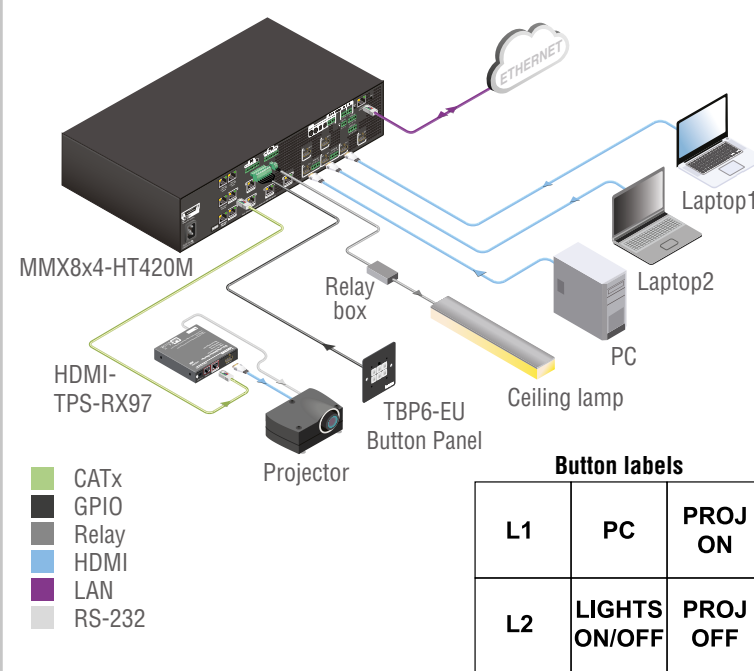 ETHERNET
Laptop1
Laptop2
PC
MMX8x4-HT420M
Relay
box
Ceiling lamp
HDMI-
TPS-RX97
TBP6-EU
Button Panel
Projector
CATx
GPIO
Relay
HDMI
LAN
RS-232
Button labels
L1
PC
PROJ
ON
L2
LIGHTS
ON/OFF
PROJ
OFF